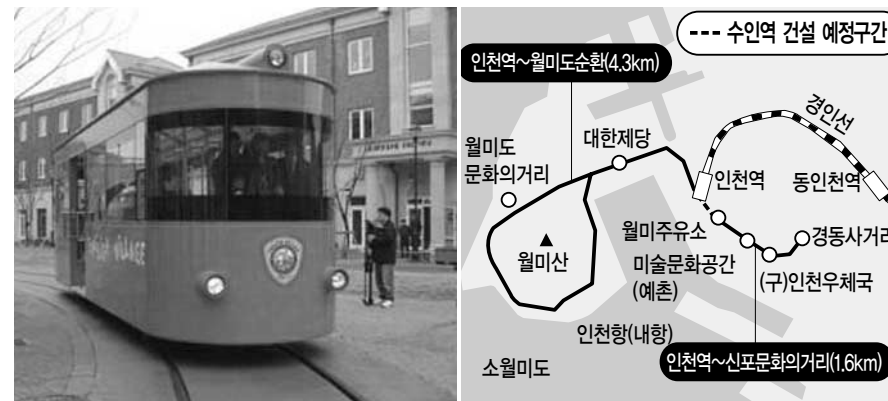 VILLAGE
수인역 건설 예정구간
인천역~월미도순환(4.3km)
경인선
대한제당
월미도
문화의거리
인천역
동인천역
월미산
월미주유소
경동사거리
미술문화공간
(예촌)
(구)인천우체국
인천항(내항)
소월미도
인천역~신포문화의거리(1.6km)